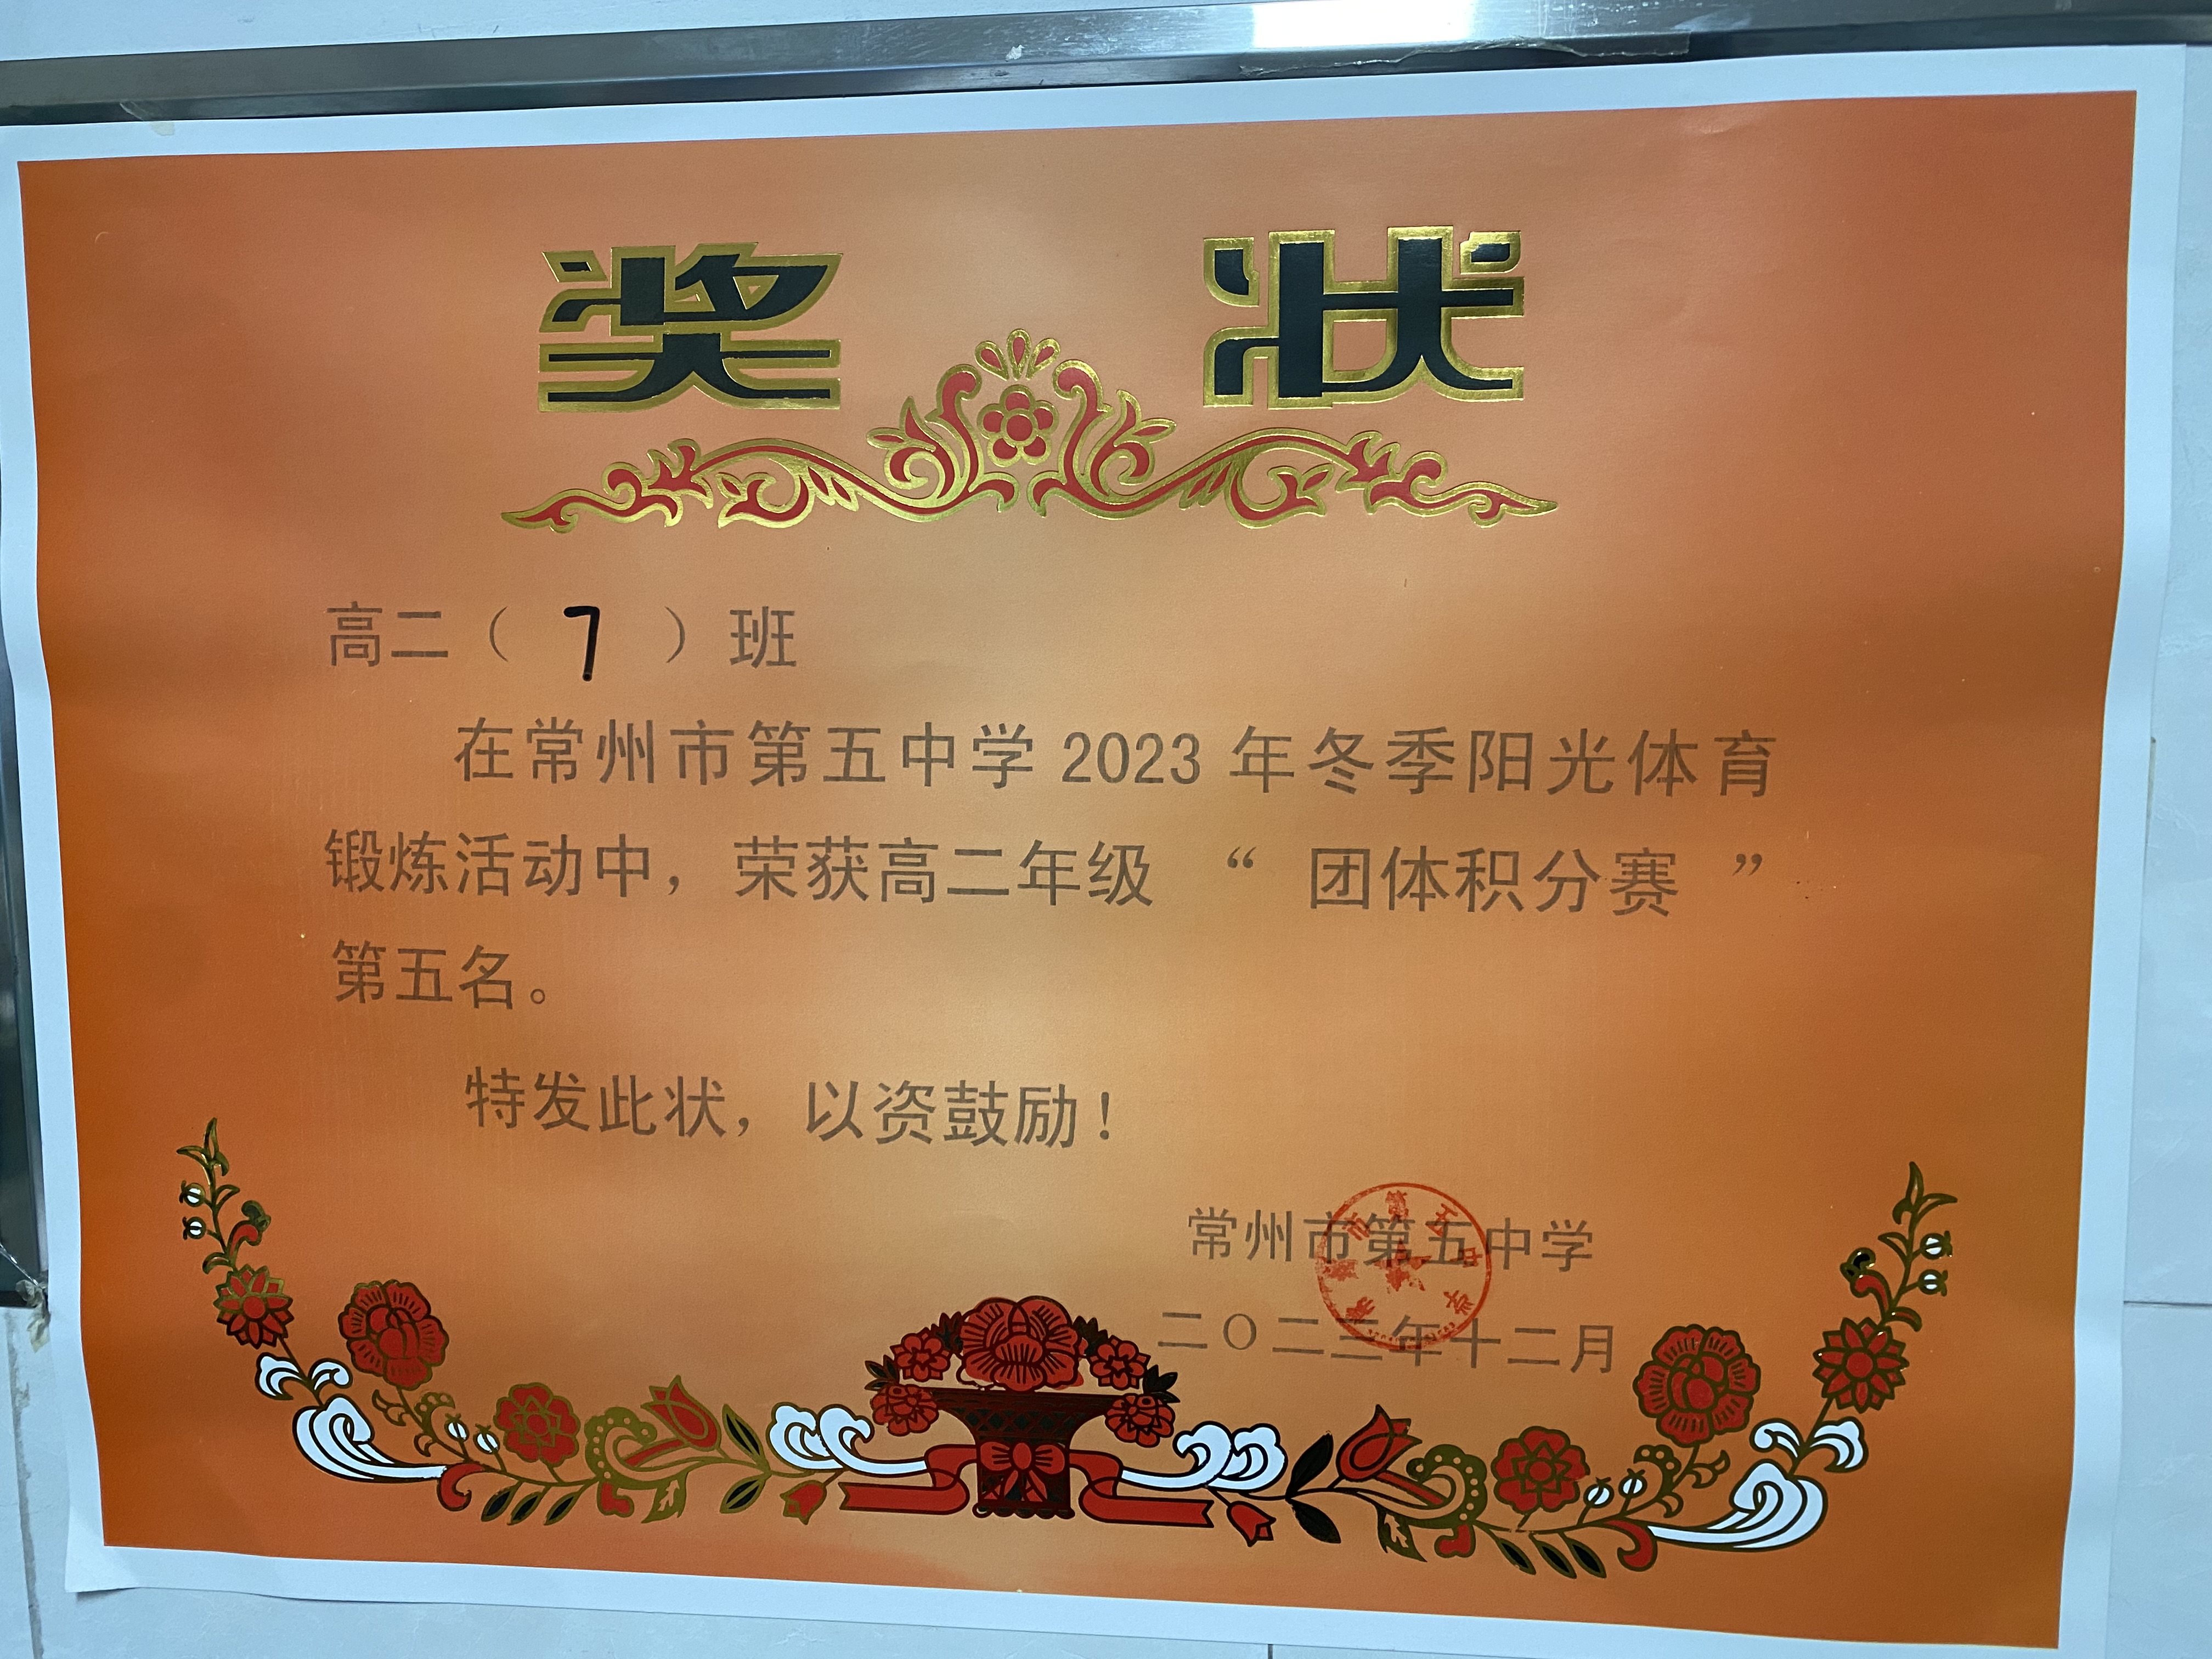 奖 状
高二（ 7 ）班
在常州市第五中学 2023 年冬季阳光体育
锻炼活动中，荣获高二年级 “ 团体积分赛 ”
第五名。
特发此状，以资鼓励！
常州市第五中学
二〇二三年十二月